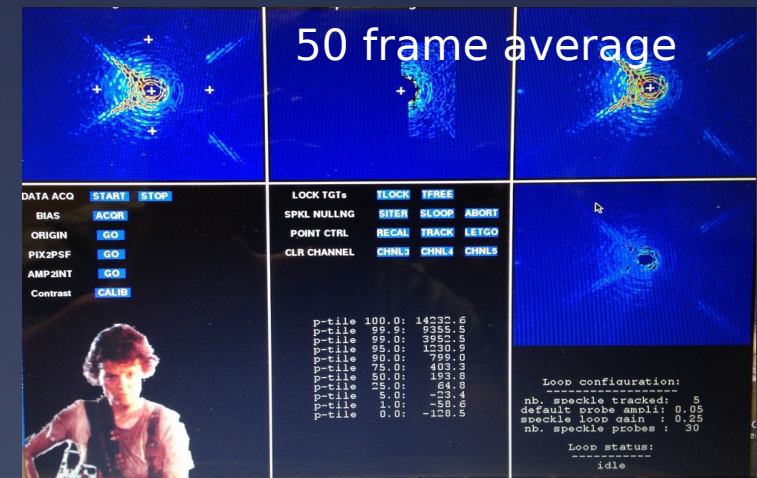 50 frame average
DATA ACQ START STOP
BIAS ACQR
ORIGIN GO
PIX2PSF GO
AMP2INT GO
Contrast CALIB
LOCK TGTs TLOCK TFREE
SPKL NULLNG SITER SLOOP ABORT
POINT CTRL RECAL TRACK LETGO
CLR CHANNEL CHNL3 CHNL4 CHNL5
p-tile 100.0: 14232.6
p-tile 99.9: 9355.5
p-tile 99.0: 3952.5
p-tile 95.0: 1230.9
p-tile 90.0: 799.0
p-tile 75.0: 403.3
p-tile 50.0: 193.8
p-tile 25.0: 64.8
p-tile 5.0: -23.4
p-tile 1.0: -58.6
p-tile 0.0: -128.5
Loop configuration:
nb. speckle tracked: 5
default probe ampli: 0.05
speckle loop gain : 0.25
nb. speckle probes : 30
Loop status:
idle